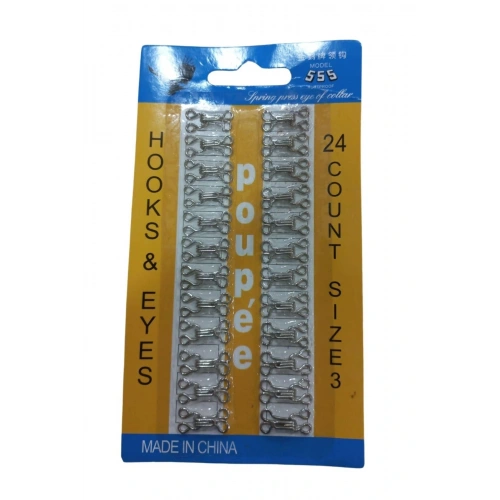 MODEL
555
Spring press eye of collar
HOOKS & EYES
poupée
24 COUNT SIZE 3
MADE IN CHINA